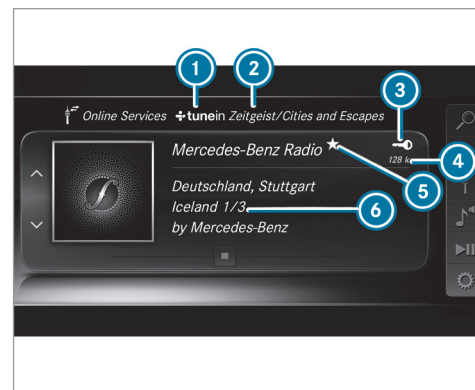 1
2
3
Online Services tunein Zeitgeist/Cities and Escapes
Mercedes-Benz Radio
4
128 k
5
Deutschland, Stuttgart
Iceland 1/3
6
by Mercedes-Benz